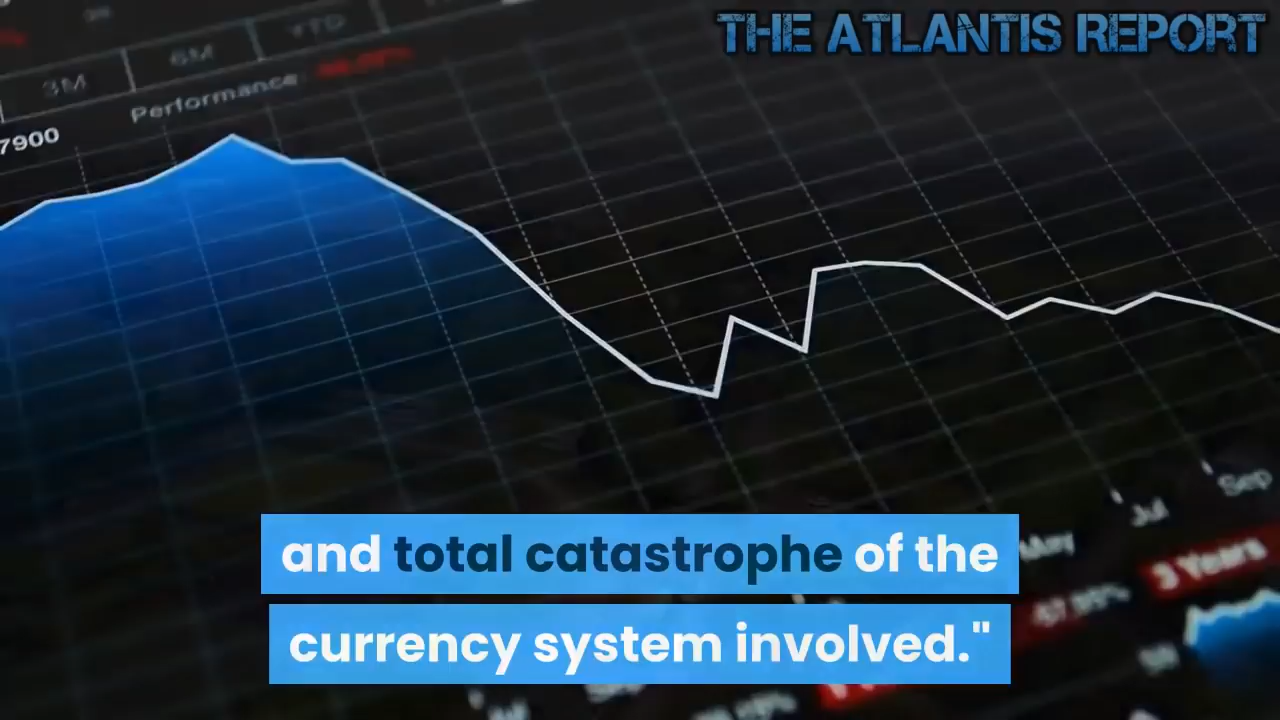 THE ATLANTIS REPORT
6M
YTD
3M
Performance
7900
Sep
Jul
May
3 Years
and total catastrophe of the
currency system involved."